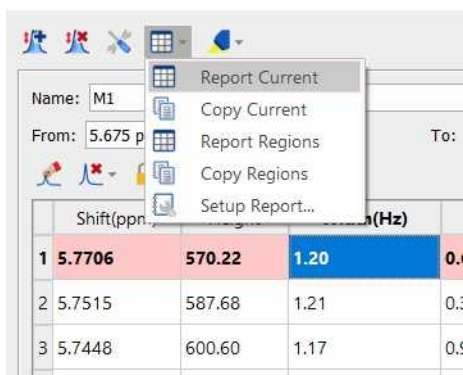 Report Current
Name: M1
Copy Current
From: 5.675 p
Report Regions
To:
Copy Regions
Setup Report...
Shift(ppm)
(Hz)
1 5.7706 570.22 1.20
2 5.7515 587.68 1.21
3 5.7448 600.60 1.17